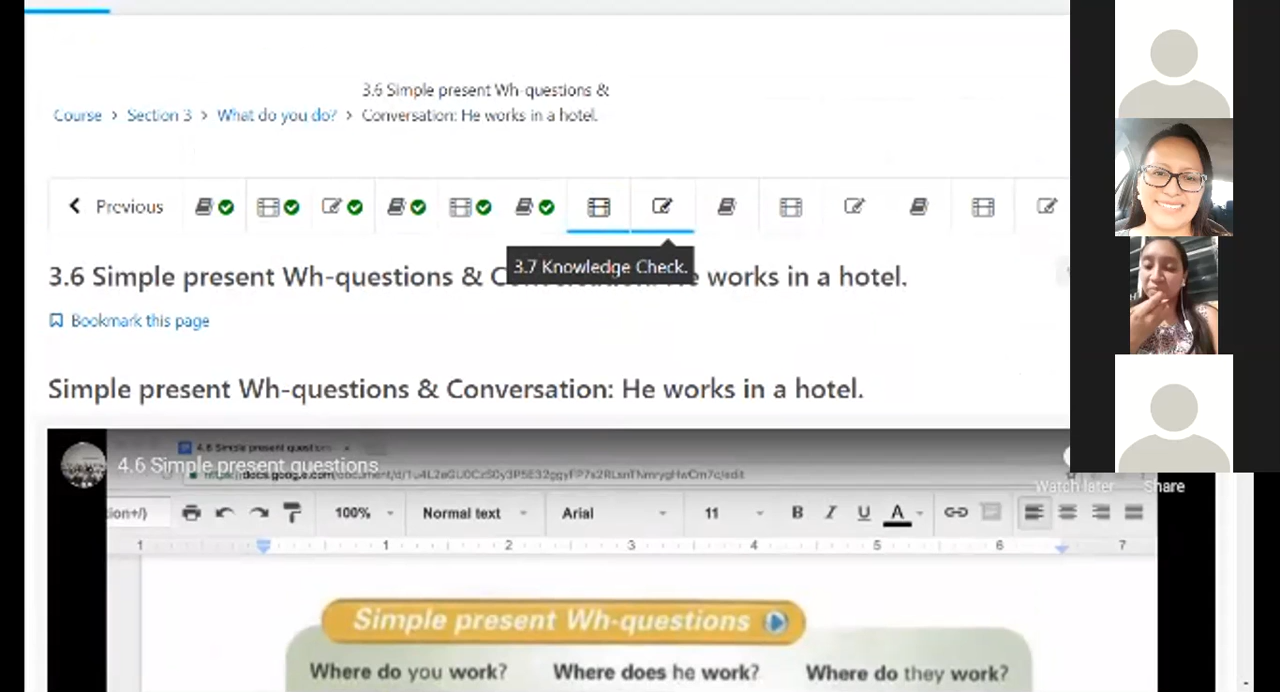 3.6 Simple present Wh-questions &
Course > Section 3 > What do you do? > Conversation: He works in a hotel.
Previous
3.7 Knowledge Check.
3.6 Simple present Wh-questions & works in a hotel.
Bookmark this page
Simple present Wh-questions & Conversation: He works in a hotel.
4.6 Simple present questions
Watch later Share
100% Normal text Arial 11 B I U A
1 1 2 3 4 5 6 7
Simple present Wh-questions
Where do you work? Where does he work? Where do they work?